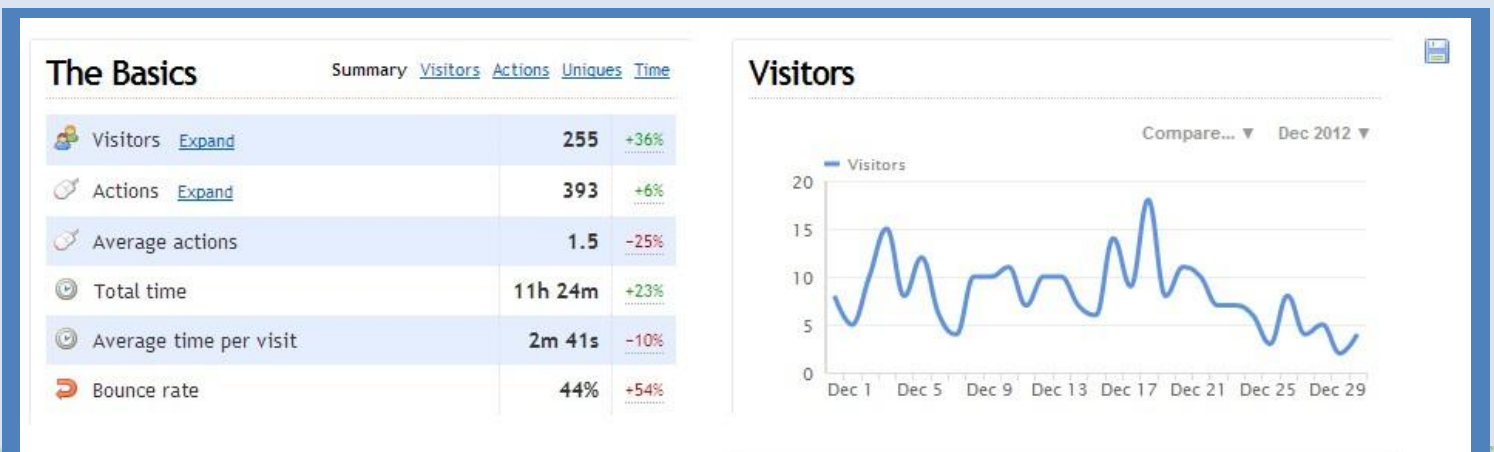 The Basics
Summary Visitors Actions Uniques Time
Visitors Expand 255 +36%
Actions Expand 393 +6%
Average actions 1.5 -25%
Total time 11h 24m +23%
Average time per visit 2m 41s -10%
Bounce rate 44% +54%
Visitors
Compare... ▼ Dec 2012 ▼
Visitors
20
15
10
5
0
Dec 1 Dec 5 Dec 9 Dec 13 Dec 17 Dec 21 Dec 25 Dec 29